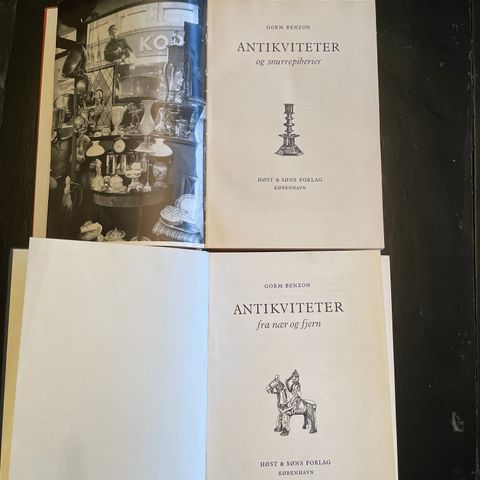 KO
GORM BENZON
ANTIKVITETER
og snurrepiberier
HØST & SØNS FORLAG
KØBENHAVN
GORM BENZON
ANTIKVITETER
fra nær og fjern
HØST & SØNS FORLAG
KØBENHAVN